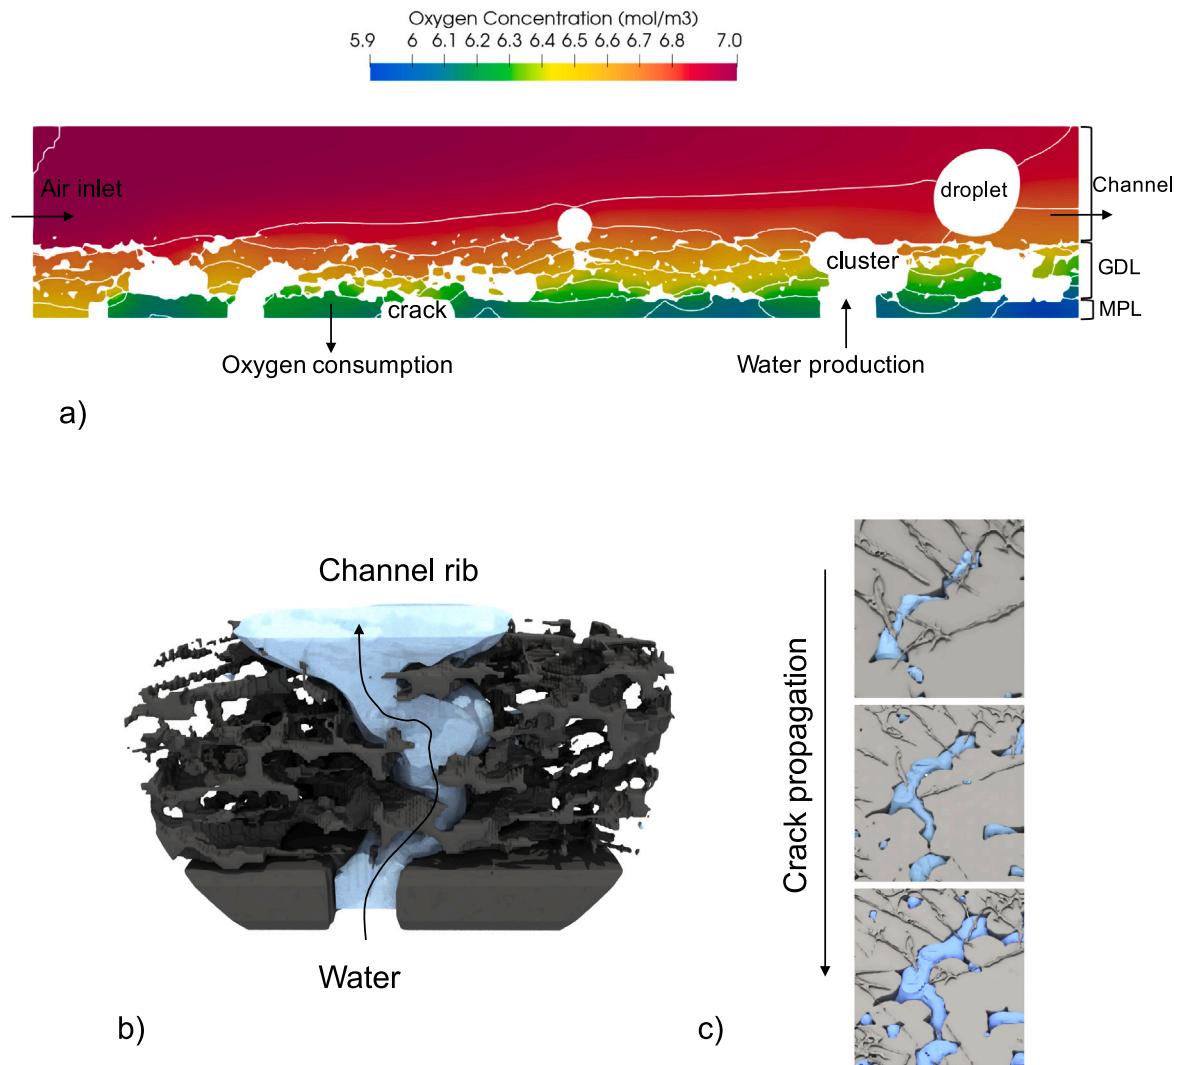 Oxygen Concentration (mol/m3)
5.9 6 6.1 6.2 6.3 6.4 6.5 6.6 6.7 6.8 7.0
Air inlet
droplet
Channel
cluster
GDL
crack
MPL
Oxygen consumption
Water production
a)
Channel rib
Crack propagation
Water
b)
c)